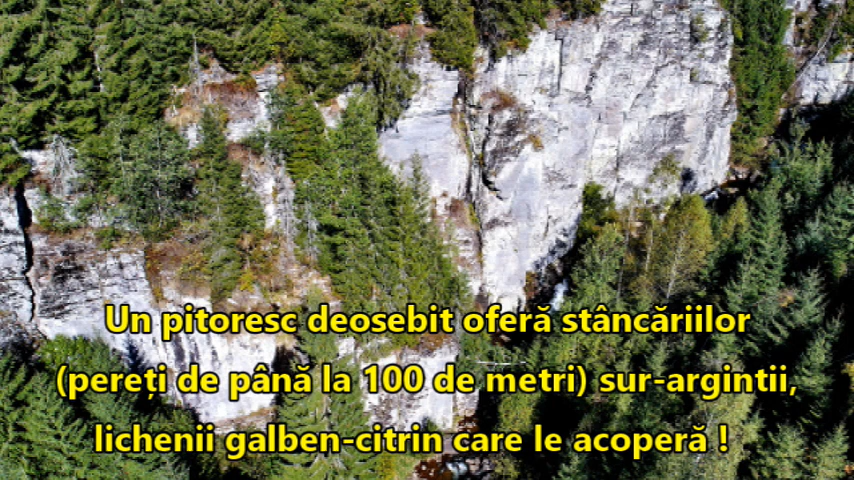 Un pitoresc deosebit oferă stâncăriilor
(pereți de până la 100 de metri) sur-argintii,
lichenii galben-citrin care le acoperă !